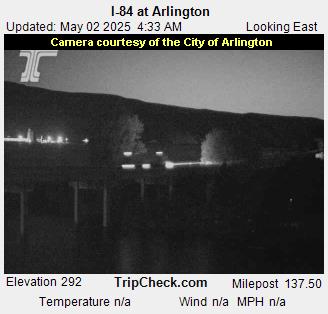 I-84 at Arlington
Updated: May 02 2025 4:33 AM Looking East
Camera courtesy of the City of Arlington
Elevation 292 TripCheck.com Milepost 137.50
Temperature n/a Wind n/a MPH n/a